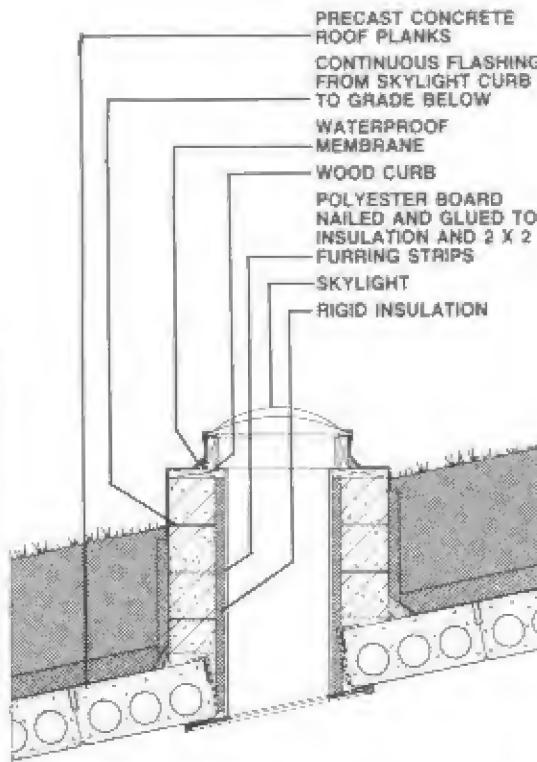 PRECAST CONCRETE
ROOF PLANKS
CONTINUOUS FLASHING
FROM SKYLIGHT CURB
TO GRADE BELOW
WATERPROOF
MEMBRANE
WOOD CURB
POLYESTER BOARD
NAILED AND GLUED TO
INSULATION AND 2 X 2
FURRING STRIPS
SKYLIGHT
RIGID INSULATION